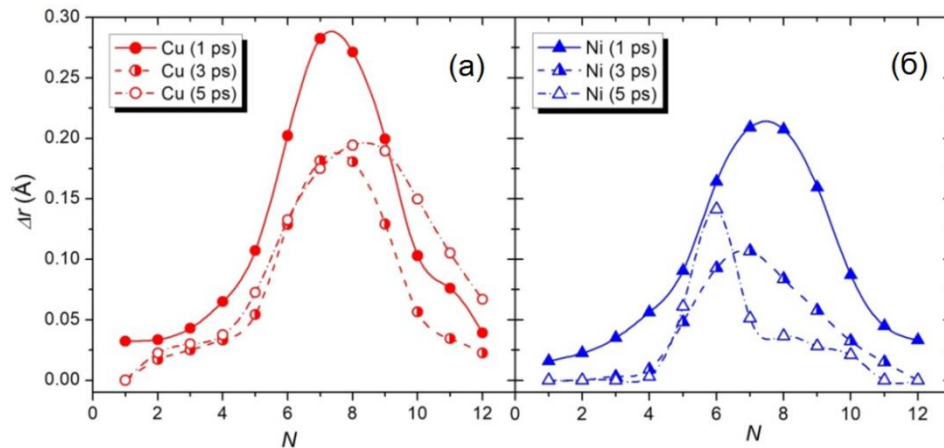 Cu (1 ps)
Cu (3 ps)
Cu (5 ps)
(а)
Ni (1 ps)
Ni (3 ps)
Ni (5 ps)
(б)
0.30
0.25
0.20
0.15
0.10
0.05
0.00
Δr (Å)
0 2 4 6 8 10 12
0 2 4 6 8 10 12
N
N